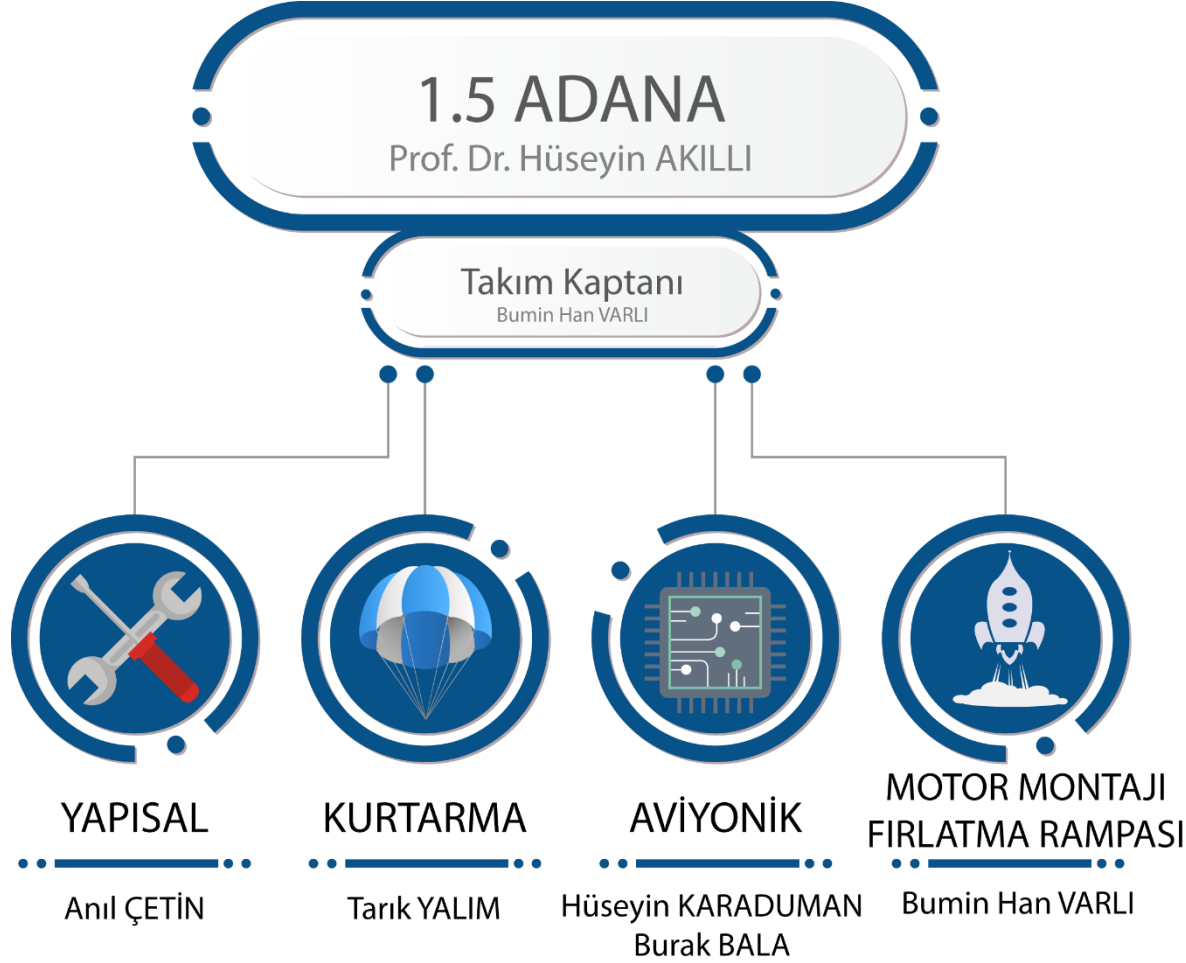 1.5 ADANA
Prof. Dr. Hüseyin AKILLI
Takım Kaptanı
Bumin Han VARLI
YAPISAL
Anıl ÇETİN
KURTARMA
Tarık YALIM
AVİYONİK
Hüseyin KARADUMAN
Burak BALA
MOTOR MONTAJI
FIRLATMA RAMPASI
Bumin Han VARLI